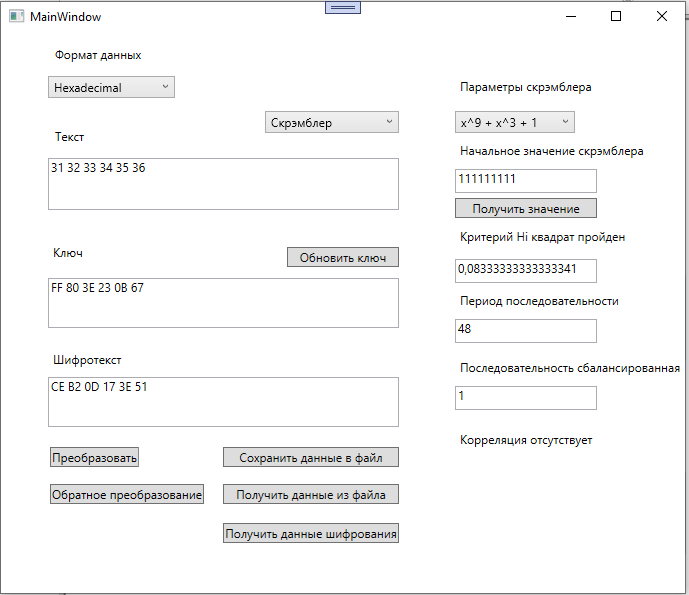 MainWindow
Формат данных
Hexadecimal
Параметры скрэмблера
Скрэмблер
x^9 + x^3 + 1
Текст
Начальное значение скрэмблера
31 32 33 34 35 36
111111111
Получить значение
Критерий Hi квадрат пройден
Ключ
Обновить ключ
0,08333333333333341
FF 80 3E 23 0B 67
Период последовательности
48
Шифротекст
Последовательность сбалансированная
CE B2 0D 17 3E 51
1
Корреляция отсутствует
Преобразовать
Сохранить данные в файл
Обратное преобразование
Получить данные из файла
Получить данные шифрования